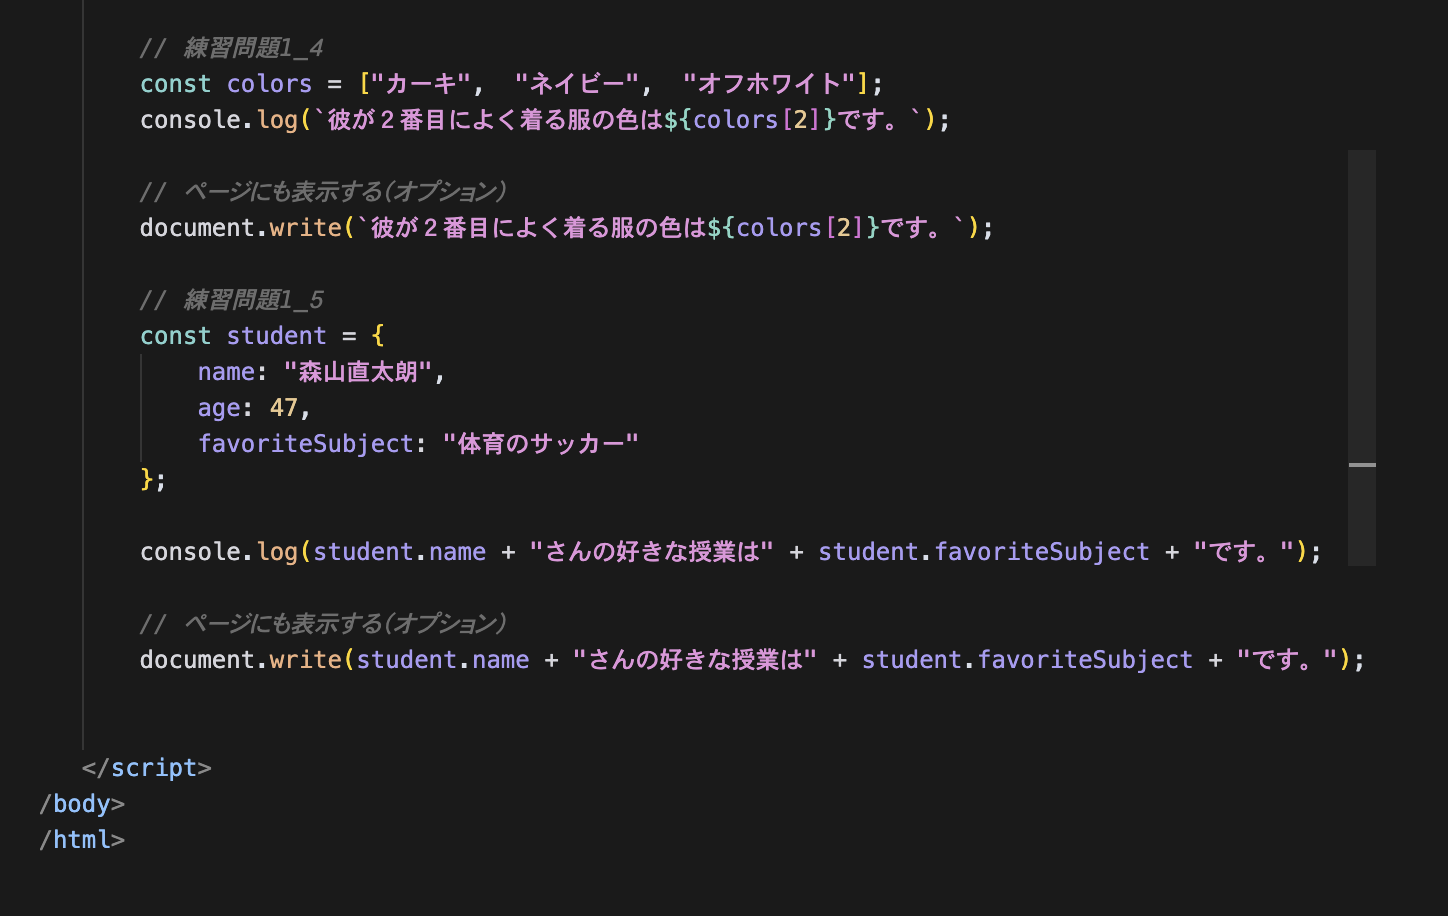 // 練習問題1_4
const colors = ["カーキ",  "ネイビー",  "オフホワイト"];
console.log(`彼が２番目によく着る服の色は${colors[2]}です。`);
// ページにも表示する（オプション）
document.write(`彼が２番目によく着る服の色は${colors[2]}です。`);
// 練習問題1_5
const student = {
name: "森山直太朗",
age: 47,
favoriteSubject: "体育のサッカー"
};
console.log(student.name + "さんの好きな授業は" + student.favoriteSubject + "です。");
// ページにも表示する（オプション）
document.write(student.name + "さんの好きな授業は" + student.favoriteSubject + "です。");
</script>
/body>
/html>